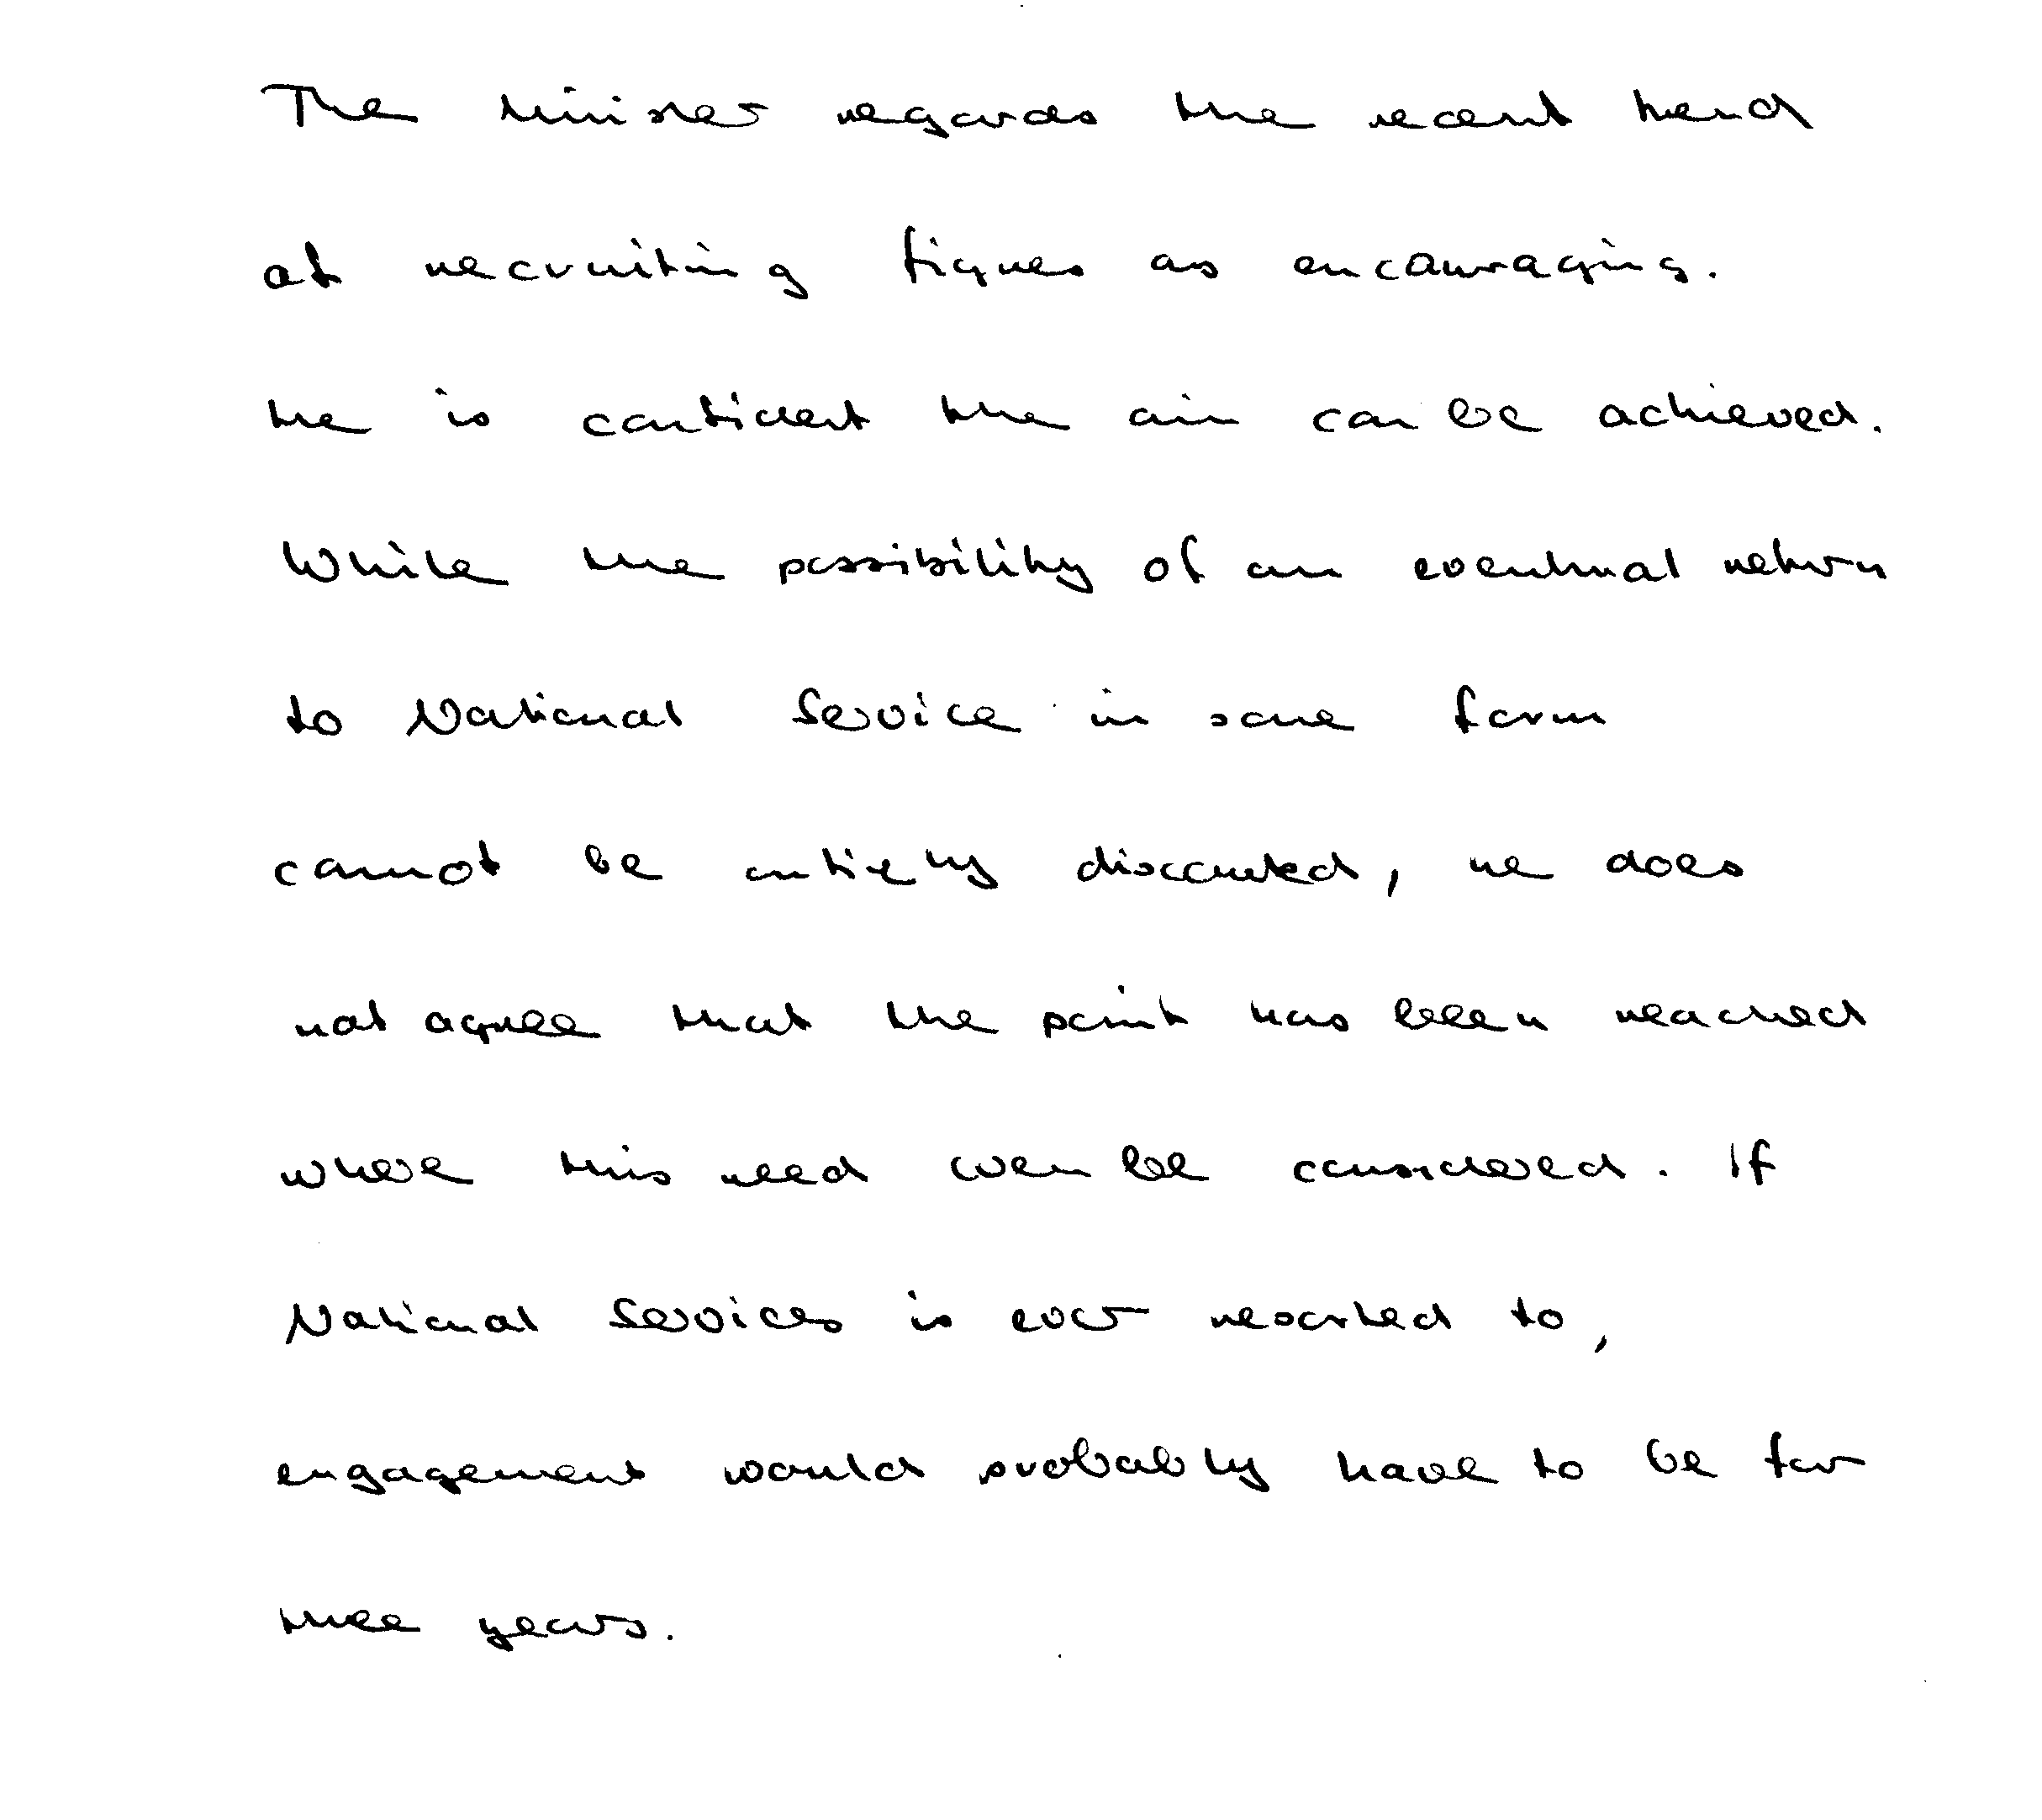 The Minister regards the recent trend
of recruiting figures as encouraging.
He is confident the aim can be achieved.
While the possibility of an eventual return
to National Service in some form
cannot be entirely discounted, he does
not agree that the point has been reached
where this need even be considered. If
National Services is ever resorted to,
engagement would probably have to be for
three years.